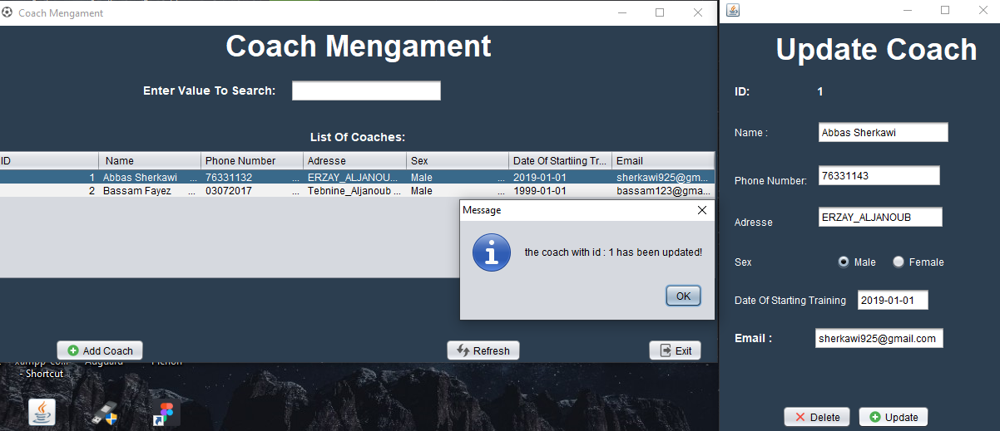 Coach Mengament
Coach Mengament
Enter Value To Search:
List Of Coaches:
ID Name Phone Number Adresse Sex Date Of Startiing Tr... Email
1 Abbas Sherkawi ... 76331132 ... ERZAY_ALJANOU... Male ... 2019-01-01 sherkawi925@gm...
2 Bassam Fayez ... 03072017 ... Tebnine_Aljanoub ... Male ... 1999-01-01 bassam123@gma...
Message
the coach with id : 1 has been updated!
OK
Add Coach Refresh Exit
- Shortcut
Update Coach
ID: 1
Name : Abbas Sherkawi
Phone Number: 76331143
Adresse ERZAY_ALJANOUB
Sex Male Female
Date Of Starting Training 2019-01-01
Email : sherkawi925@gmail.com
Delete Update